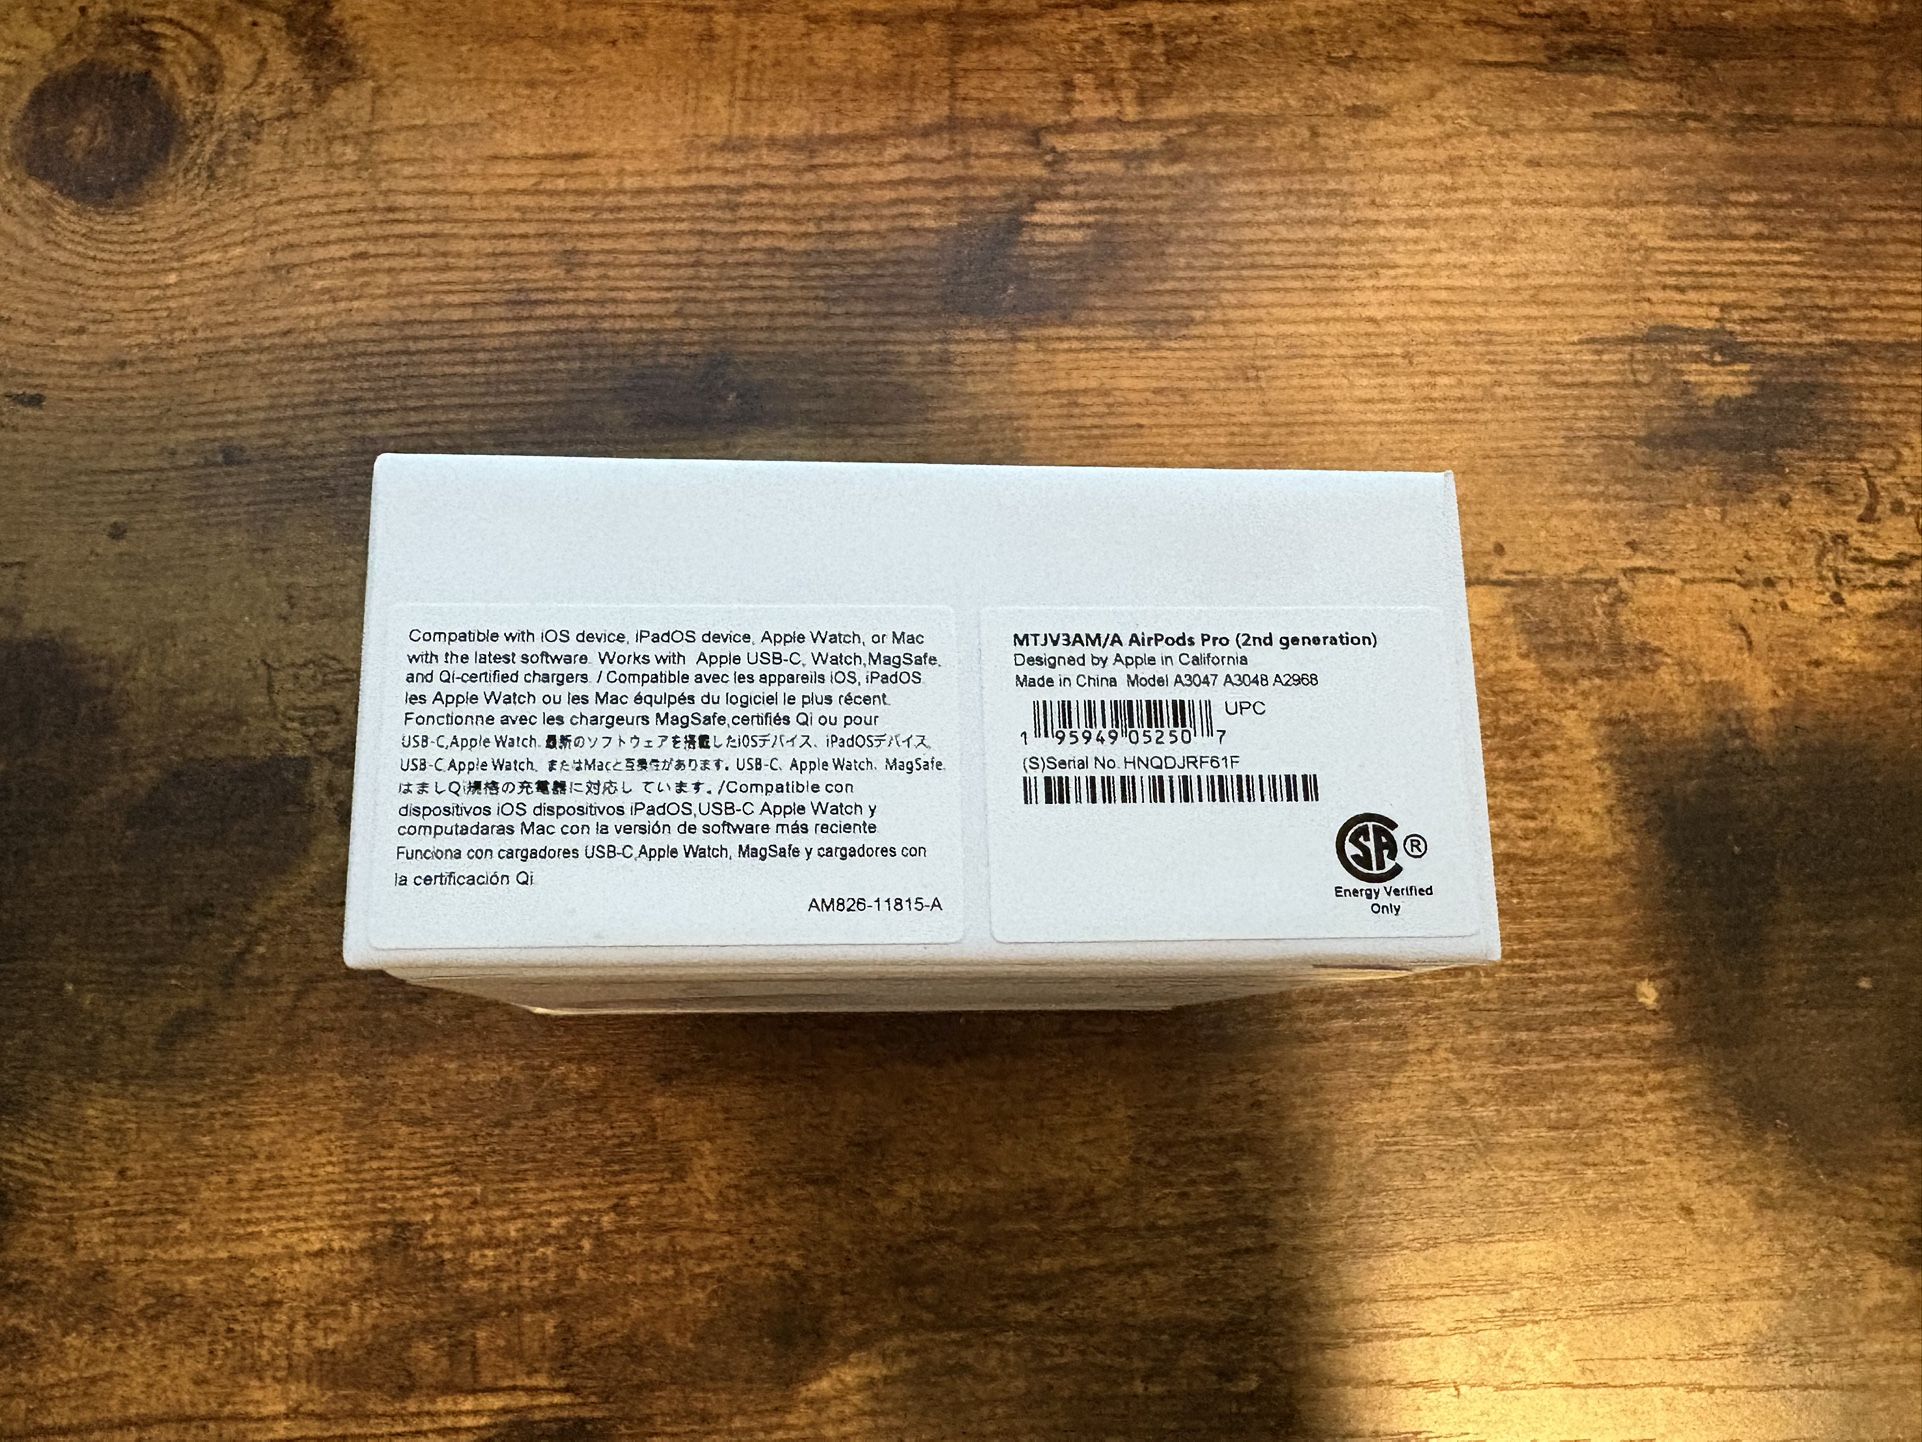 Compatible with iOS device, iPadOS device, Apple Watch, or Mac
with the latest software. Works with Apple USB-C, Watch,MagSafe,
and Qi-certified chargers. / Compatible avec les appareils iOS, iPadOS
les Apple Watch ou les Mac équipés du logiciel le plus récent.
Fonctionne avec les chargeurs MagSafe,certifiés Qi ou pour
USB-C,Apple Watch. 最新のソフトウェアを搭載したiOSデバイス、iPadOSデバイス,
USB-C,Apple Watch、またはMacと互換性があります。USB-C、Apple Watch、MagSafe.
はましQi規格の充電器に対応し ています。/Compatible con
dispositivos iOS dispositivos iPadOS,USB-C Apple Watch y
computadaras Mac con la versión de software más reciente.
Funciona con cargadores USB-C,Apple Watch, MagSafe y cargadores con
la certificación Qi
AM826-11815-A
MTJV3AM/A AirPods Pro (2nd generation)
Designed by Apple in California
Made in China Model A3047 A3048 A2968
UPC
1 95949 05250 7
(S)Serial No. HNQDJRF61F
CSA ®
Energy Verified
Only